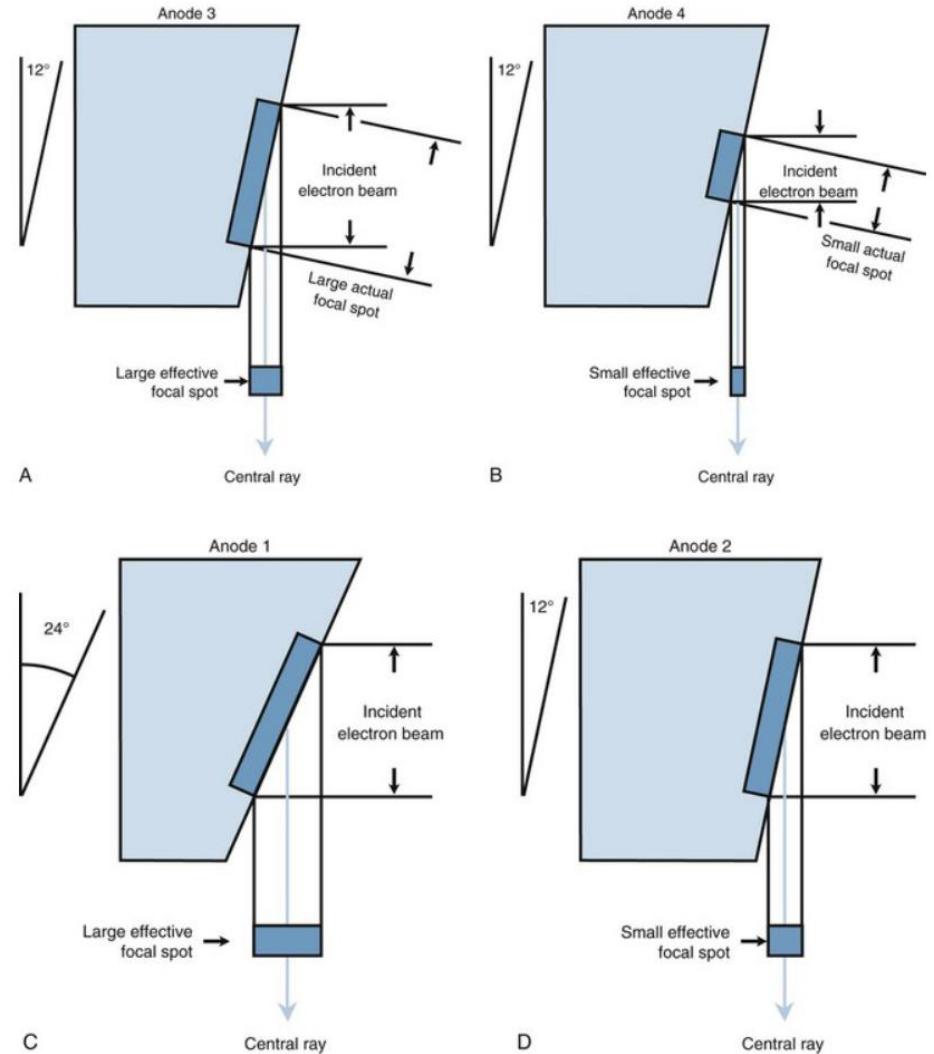 Anode 3
12°
Incident
electron beam
Large actual
focal spot
Large effective
focal spot
Central ray
A
Anode 4
12°
Incident
electron beam
Small actual
focal spot
Small effective
focal spot
Central ray
B
Anode 1
24°
Incident
electron beam
Large effective
focal spot
Central ray
C
Anode 2
12°
Incident
electron beam
Small effective
focal spot
Central ray
D